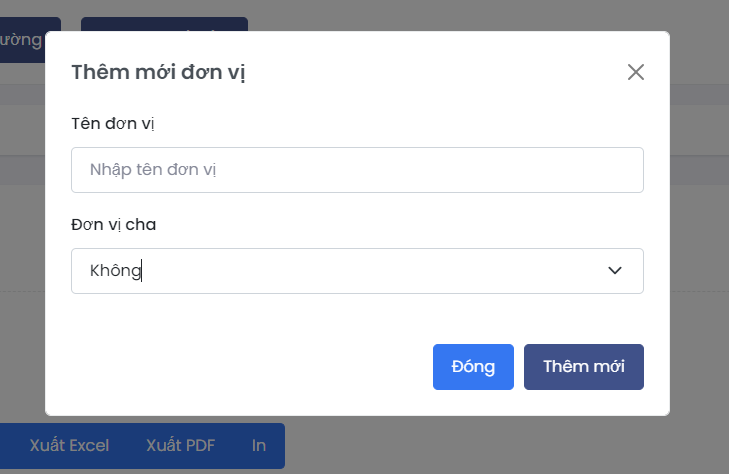 Thêm mới đơn vị
Tên đơn vị
Nhập tên đơn vị
Đơn vị cha
Không
Đóng Thêm mới
Xuất Excel Xuất PDF In